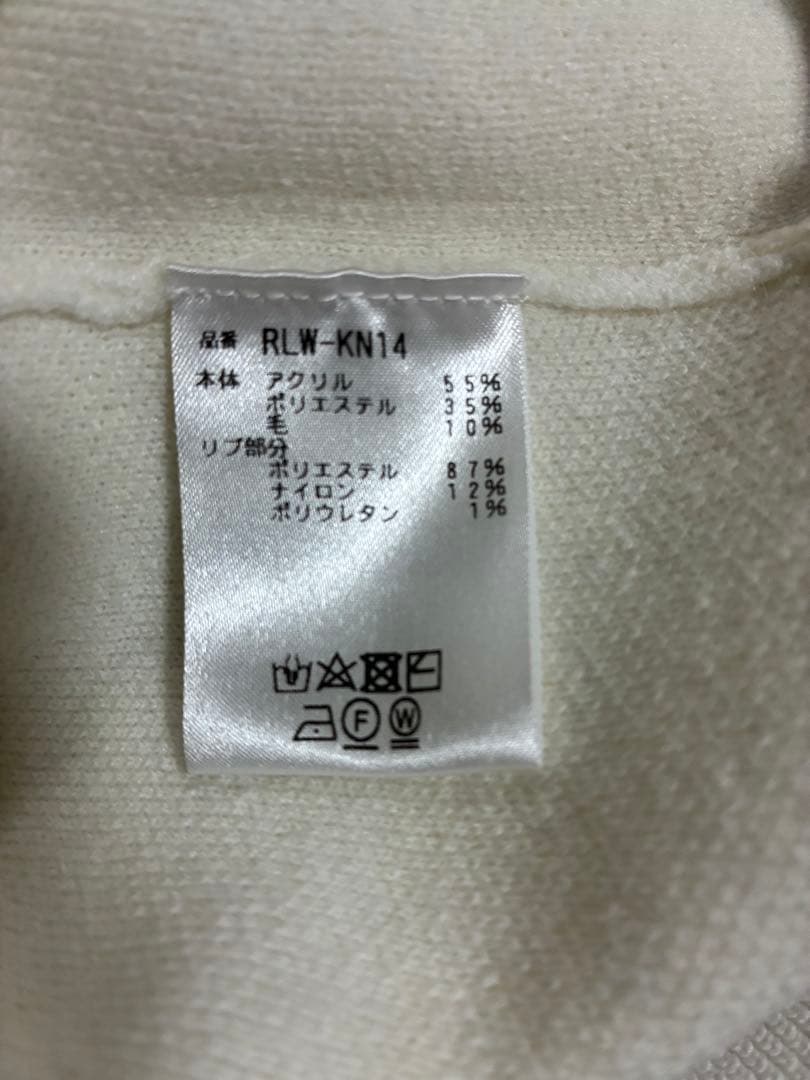 品番 RLW-KN14
本体 アクリル 55%
ポリエステル 35%
毛 10%
リブ部分
ポリエステル 87%
ナイロン 12%
ポリウレタン 1%
F W